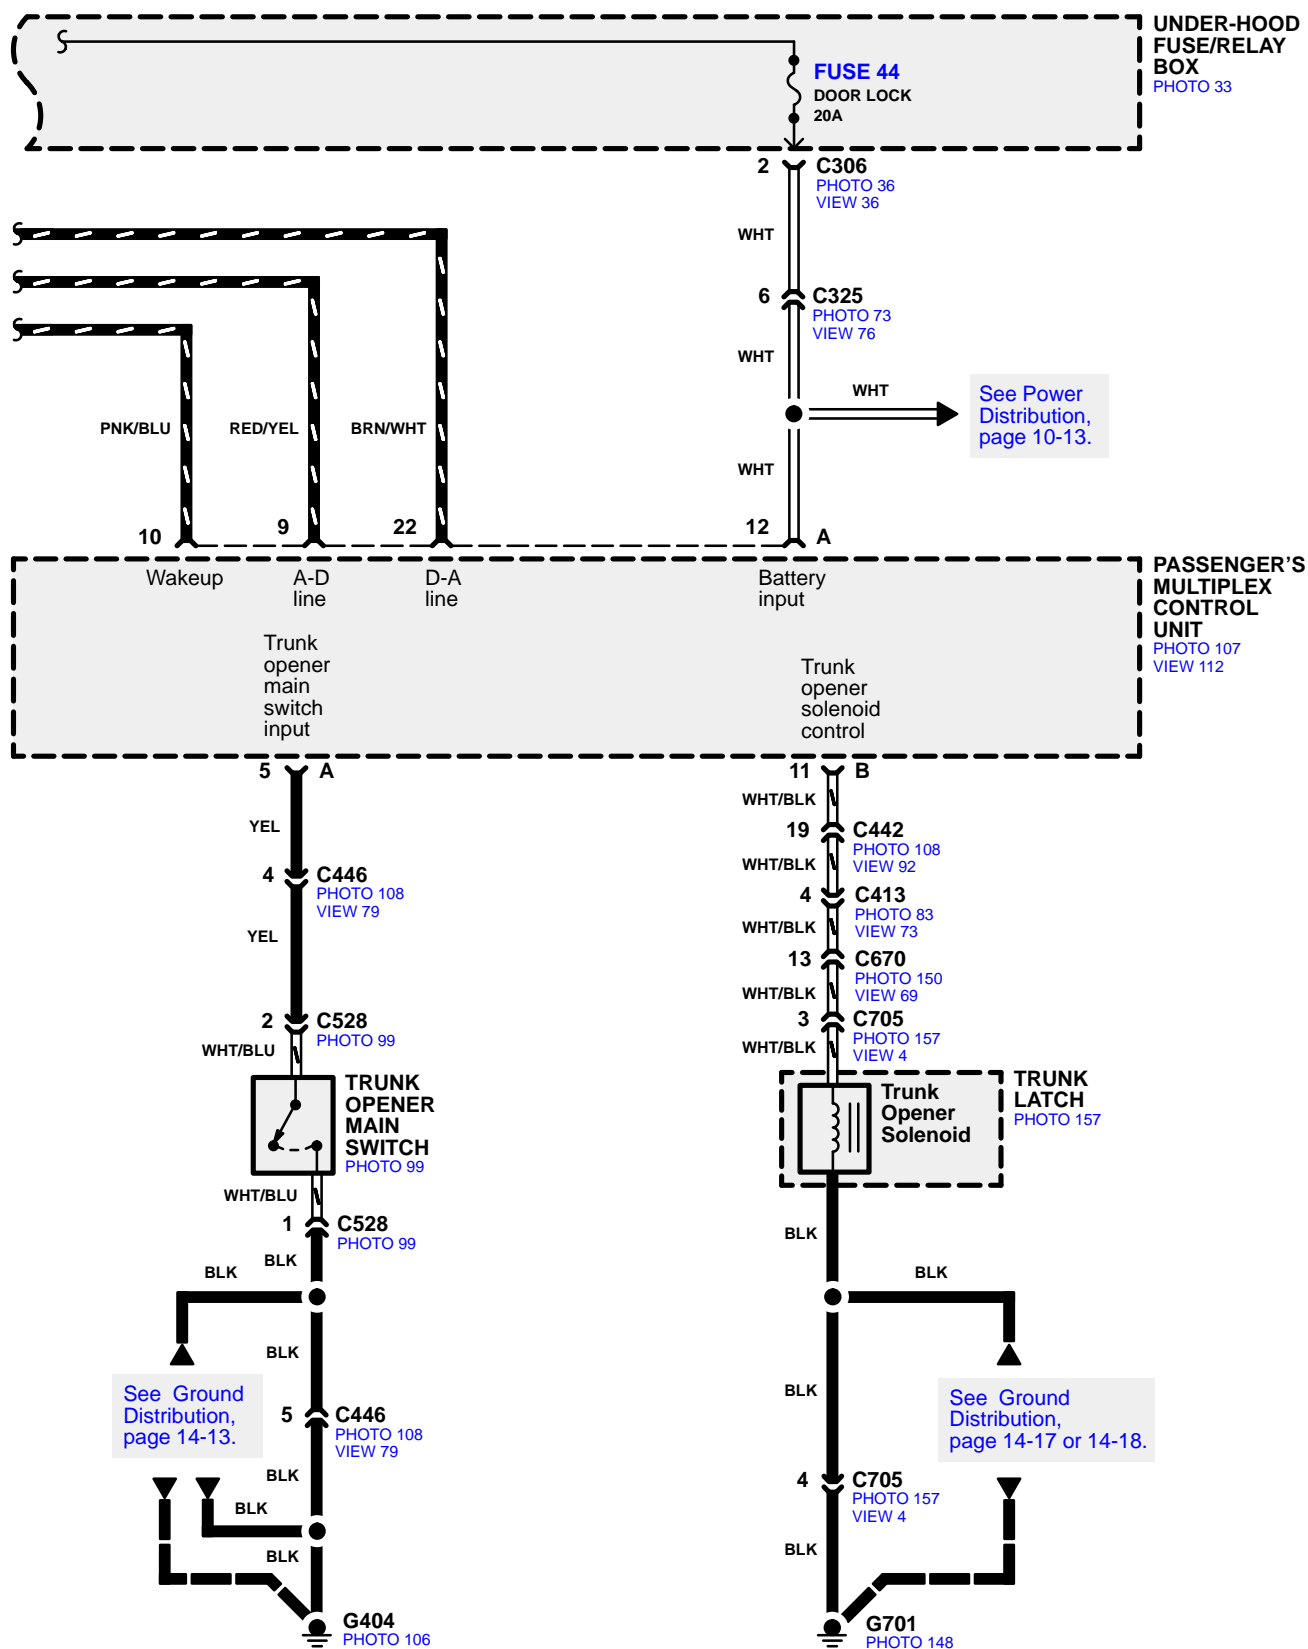 UNDER-HOOD
FUSE/RELAY
BOX
PHOTO 33
FUSE 44
DOOR LOCK
20A
2 C306
PHOTO 36
VIEW 36
WHT
6 C325
PHOTO 73
VIEW 76
WHT
WHT
See Power
Distribution,
page 10-13.
PNK/BLU RED/YEL BRN/WHT
WHT
10 9 22 12 A
PASSENGER'S
MULTIPLEX
CONTROL
UNIT
PHOTO 107
VIEW 112
Wakeup
A-D
line
D-A
line
Battery
input
Trunk
opener
main
switch
input
Trunk
opener
solenoid
control
5 A
YEL
4 C446
PHOTO 108
VIEW 79
YEL
2 C528
PHOTO 99
WHT/BLU
TRUNK
OPENER
MAIN
SWITCH
PHOTO 99
WHT/BLU
1 C528
PHOTO 99
BLK
BLK
BLK
See Ground
Distribution,
page 14-13.
5 C446
PHOTO 108
VIEW 79
BLK
BLK
BLK
G404
PHOTO 106
11 B
WHT/BLK
19 C442
PHOTO 108
VIEW 92
WHT/BLK
4 C413
PHOTO 83
VIEW 73
WHT/BLK
13 C670
PHOTO 150
VIEW 69
WHT/BLK
3 C705
PHOTO 157
VIEW 4
WHT/BLK
TRUNK
LATCH
PHOTO 157
Trunk
Opener
Solenoid
BLK
BLK
BLK
See Ground
Distribution,
page 14-17 or 14-18.
4 C705
PHOTO 157
VIEW 4
BLK
G701
PHOTO 148